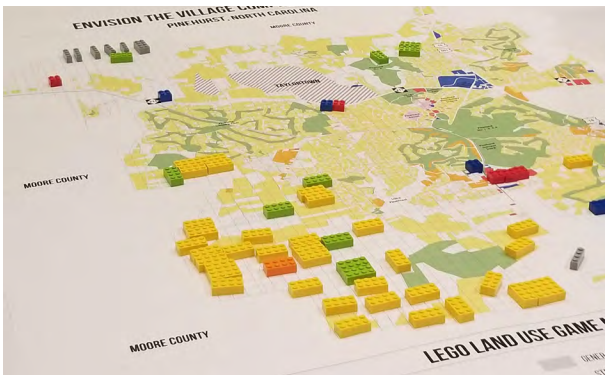 ENVISION THE VILLAGE
PINEHURST, NORTH CAROLINA
MOORE COUNTY
TAYLORTOWN
MOORE COUNTY
MOORE COUNTY
LEGO LAND USE GAME